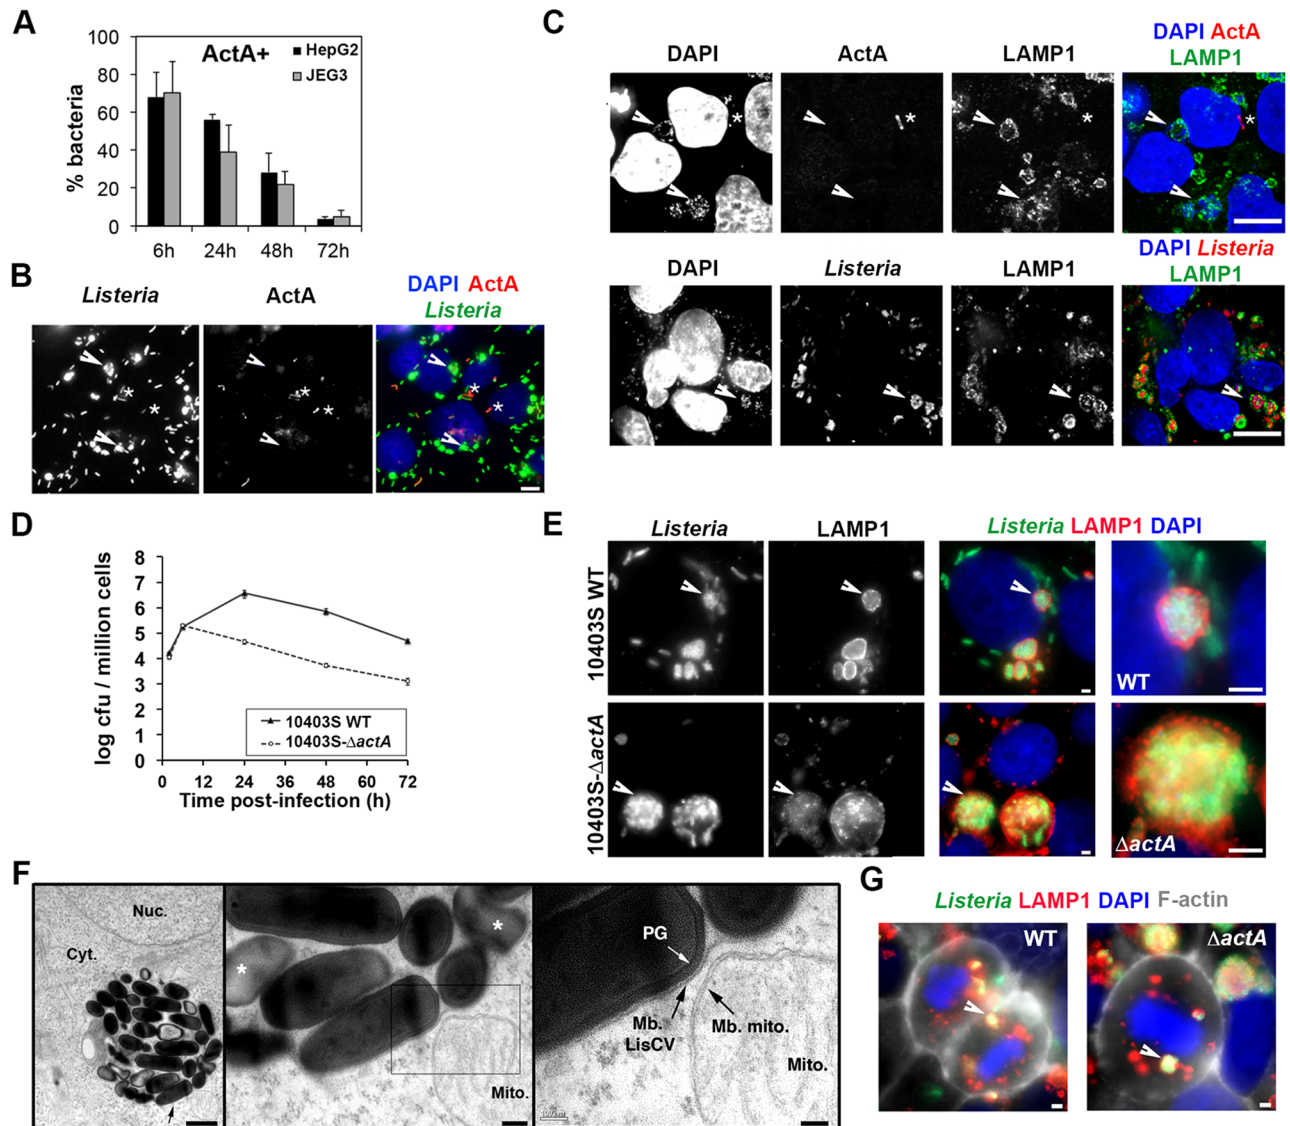 A
100
80
60
40
20
0
% bacteria
ActA+
HepG2
JEG3
6h 24h 48h 72h
B
Listeria
ActA
DAPI ActA
Listeria
*
*
*
*
*
*
C
DAPI
ActA
LAMP1
DAPI ActA
LAMP1
*
*
*
*
DAPI
Listeria
LAMP1
DAPI Listeria
LAMP1
D
8
7
6
5
4
3
2
1
0
log cfu / million cells
10403S WT
10403S-ΔactA
0 12 24 36 48 60 72
Time post-infection (h)
E
Listeria
LAMP1
Listeria LAMP1 DAPI
10403S WT
WT
10403S-ΔactA
ΔactA
F
Nuc.
Cyt.
*
*
Mito.
PG
Mb.
LisCV
Mb. mito.
Mito.
G
Listeria LAMP1 DAPI F-actin
WT
ΔactA